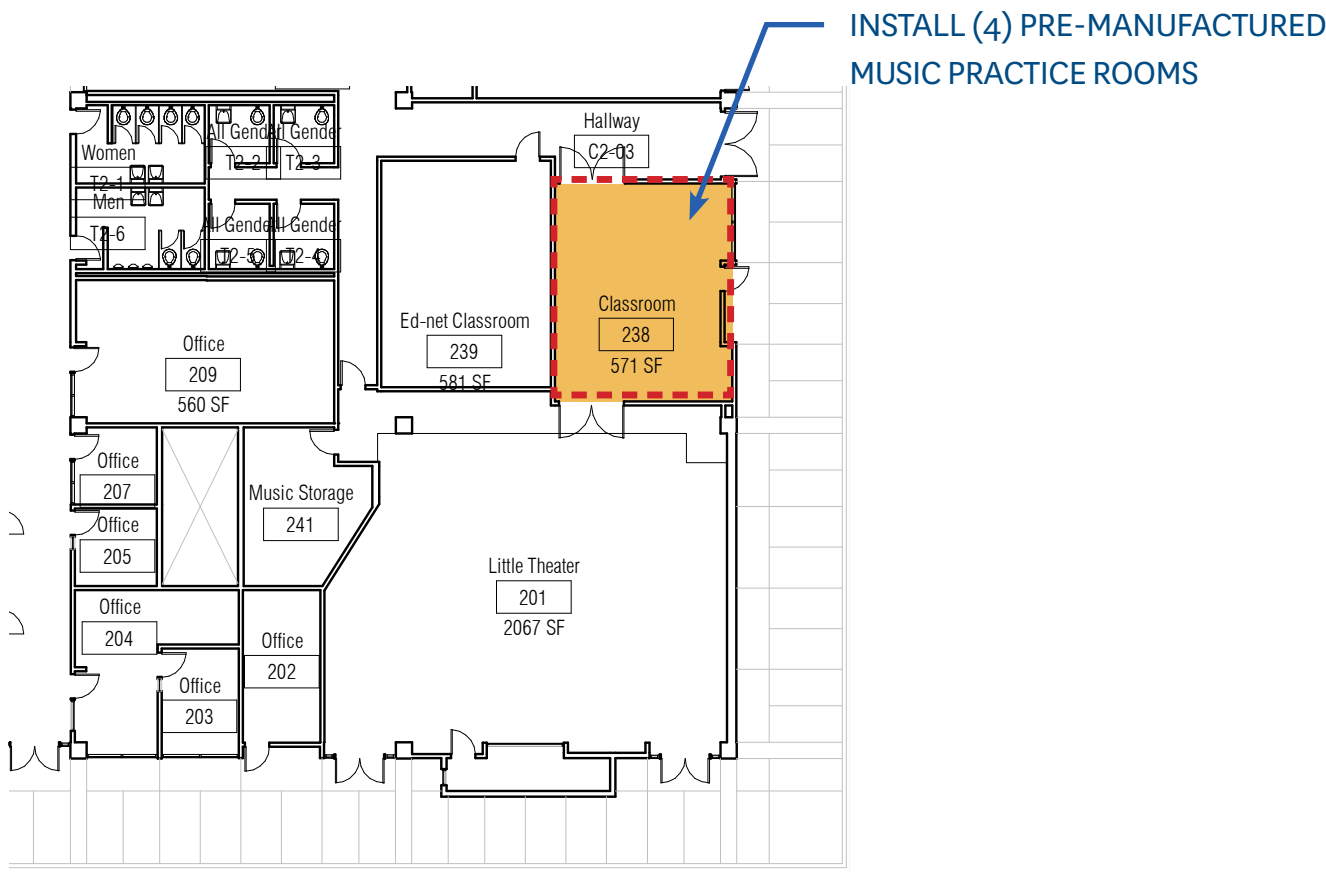 INSTALL (4) PRE-MANUFACTURED
MUSIC PRACTICE ROOMS
Hallway
C2-03
All Gender
T2-2
All Gender
T2-3
Women
T2-1
Men
T2-6
All Gender
T2-5
All Gender
T2-4
Classroom
238
571 SF
Ed-net Classroom
239
581 SF
Office
209
560 SF
Office
207
Music Storage
241
Office
205
Little Theater
201
2067 SF
Office
204
Office
202
Office
203